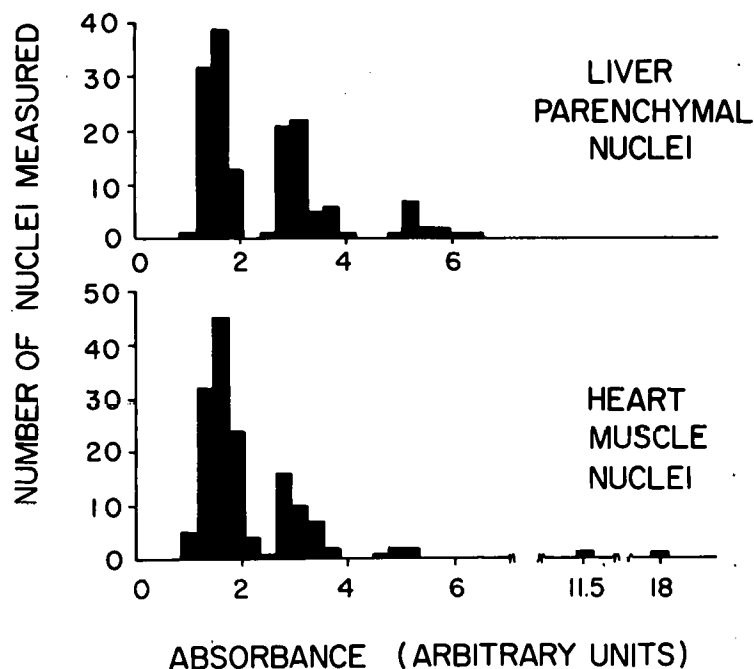 NUMBER OF NUCLEI MEASURED
40
30
20
10
0
0 2 4 6
LIVER
PARENCHYMAL
NUCLEI
50
40
30
20
10
0
0 2 4 6 11.5 18
HEART
MUSCLE
NUCLEI
ABSORBANCE (ARBITRARY UNITS)